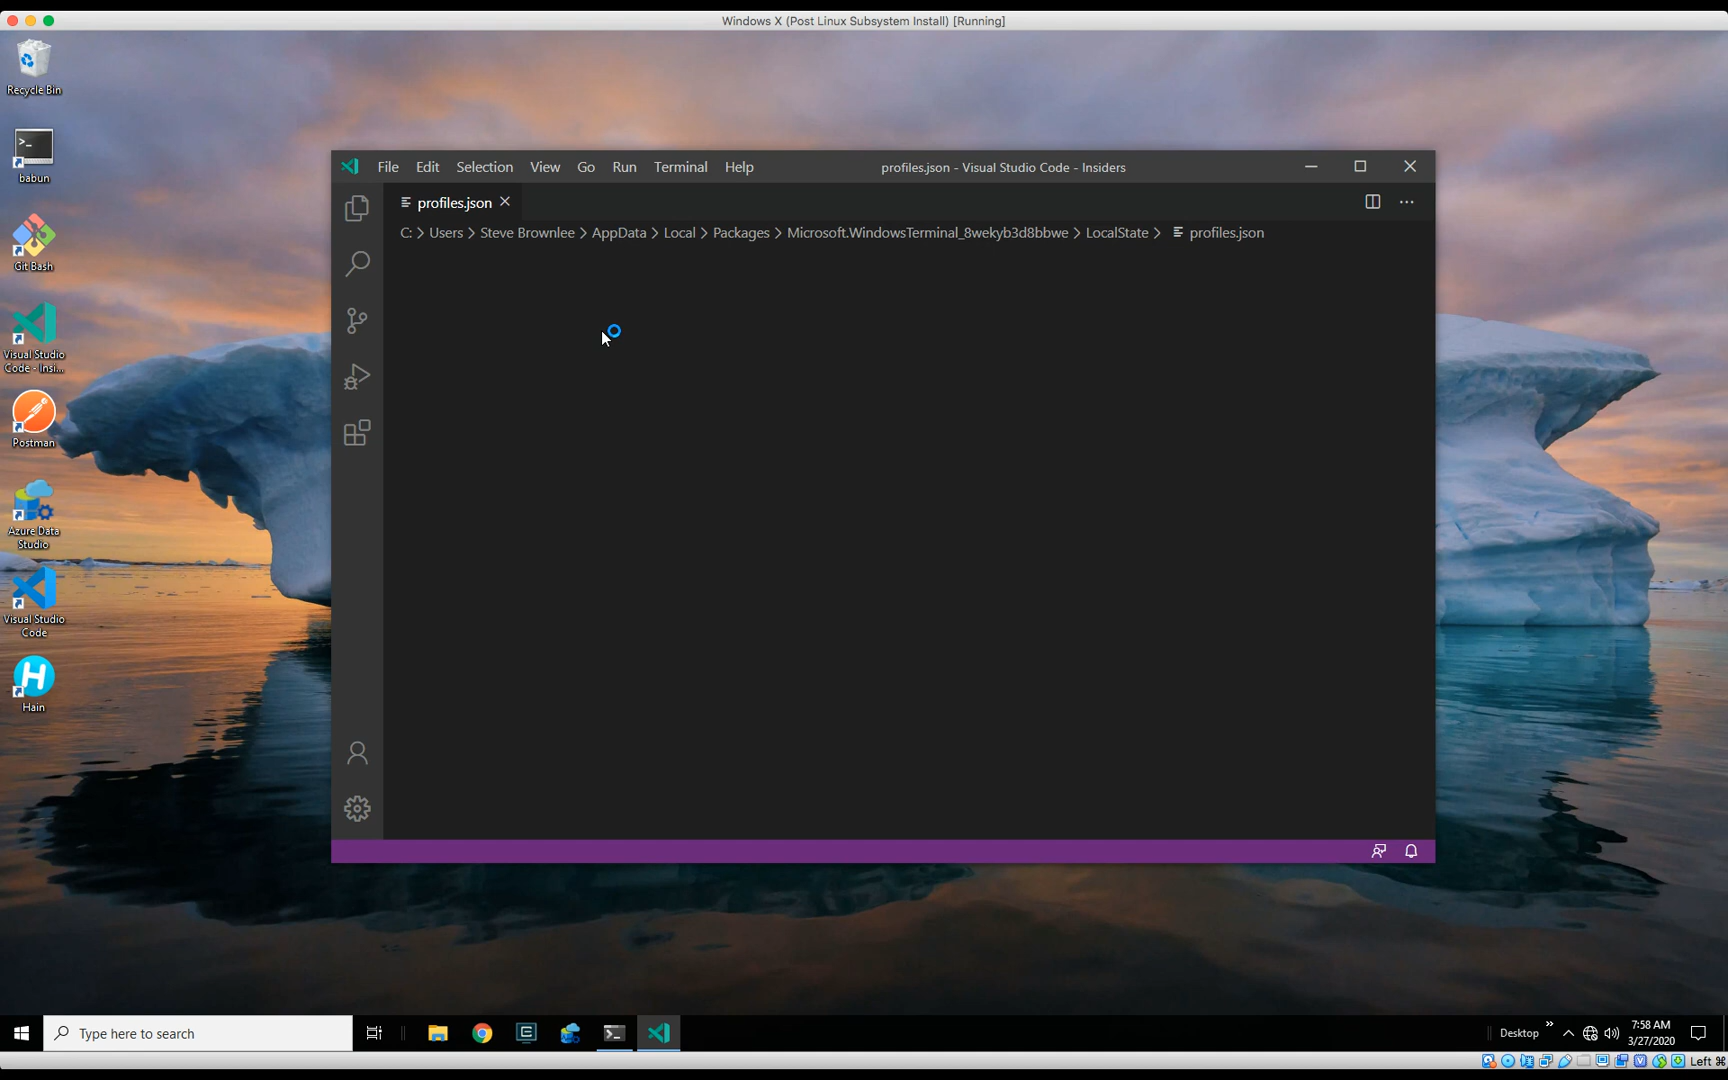 Windows X (Post Linux Subsystem Install) [Running]
Recycle Bin
babun
Git Bash
Visual Studio
Code - Insi...
Postman
Azure Data
Studio
Visual Studio
Code
Hain
File Edit Selection View Go Run Terminal Help
profiles.json - Visual Studio Code - Insiders
profiles.json
C: > Users > Steve Brownlee > AppData > Local > Packages > Microsoft.WindowsTerminal_8wekyb3d8bbwe > LocalState > profiles.json
Type here to search
Desktop
7:58 AM
3/27/2020
Left ⌘